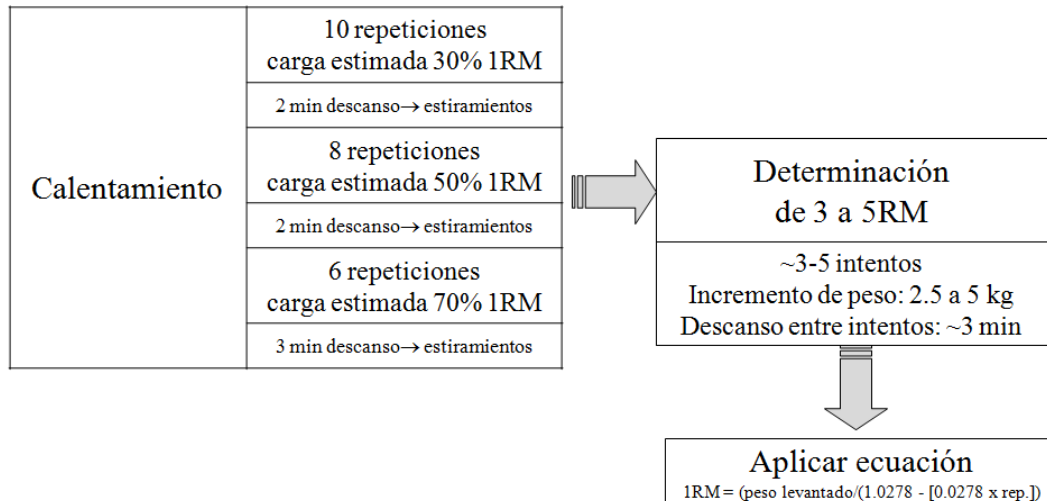 Calentamiento
10 repeticiones
carga estimada 30% 1RM
2 min descanso→ estiramientos
8 repeticiones
carga estimada 50% 1RM
2 min descanso→ estiramientos
6 repeticiones
carga estimada 70% 1RM
3 min descanso→ estiramientos
Determinación
de 3 a 5RM
~3-5 intentos
Incremento de peso: 2.5 a 5 kg
Descanso entre intentos: ~3 min
Aplicar ecuación
1RM = (peso levantado/(1.0278 - [0.0278 x rep.])